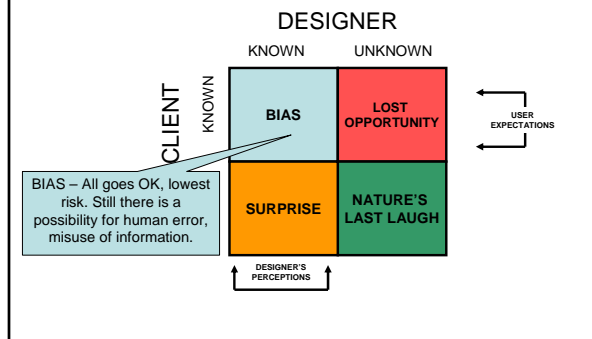 DESIGNER
KNOWN
UNKNOWN
CLIENT
KNOWN
BIAS
LOST
OPPORTUNITY
USER
EXPECTATIONS
BIAS – All goes OK, lowest
risk. Still there is a
possibility for human error,
misuse of information.
SURPRISE
NATURE'S
LAST LAUGH
DESIGNER'S
PERCEPTIONS